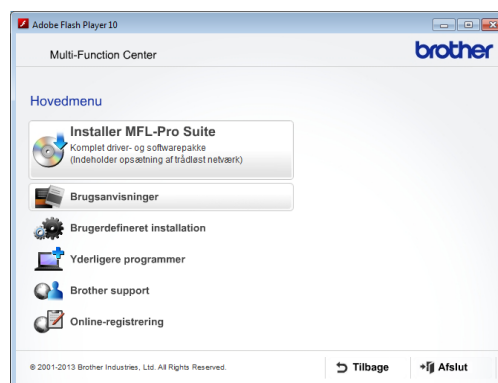 Adobe Flash Player 10
Multi-Function Center
brother
Hovedmenu
Installer MFL-Pro Suite
Komplet driver- og softwarepakke
(Indeholder opsætning af trådløst netværk)
Brugsanvisninger
Brugerdefineret installation
Yderligere programmer
Brother support
Online-registrering
© 2001-2013 Brother Industries, Ltd. All Rights Reserved.
Tilbage
Afslut